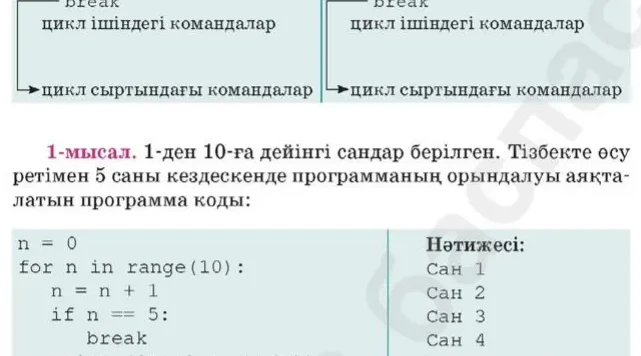 break break
цикл ішіндегі командалар цикл ішіндегі командалар
цикл сыртындағы командалар цикл сыртындағы командалар
1-мысал. 1-ден 10-ға дейінгі сандар берілген. Тізбекте өсу
ретімен 5 саны кездескенде программаның орындалуы аяқта-
латын программа коды:
n = 0 Нәтижесі:
for n in range(10): Сан 1
n = n + 1 Сан 2
if n == 5: Сан 3
break Сан 4